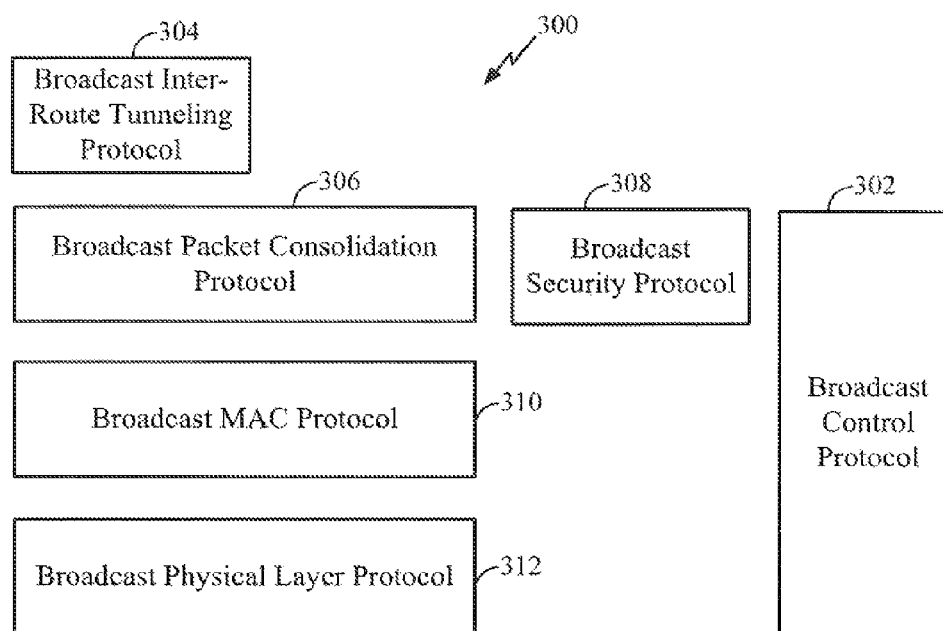 304
300
Broadcast Inter-
Route Tunneling
Protocol
306
308
302
Broadcast Packet Consolidation
Protocol
Broadcast
Security Protocol
Broadcast MAC Protocol
310
Broadcast
Control
Protocol
Broadcast Physical Layer Protocol
312